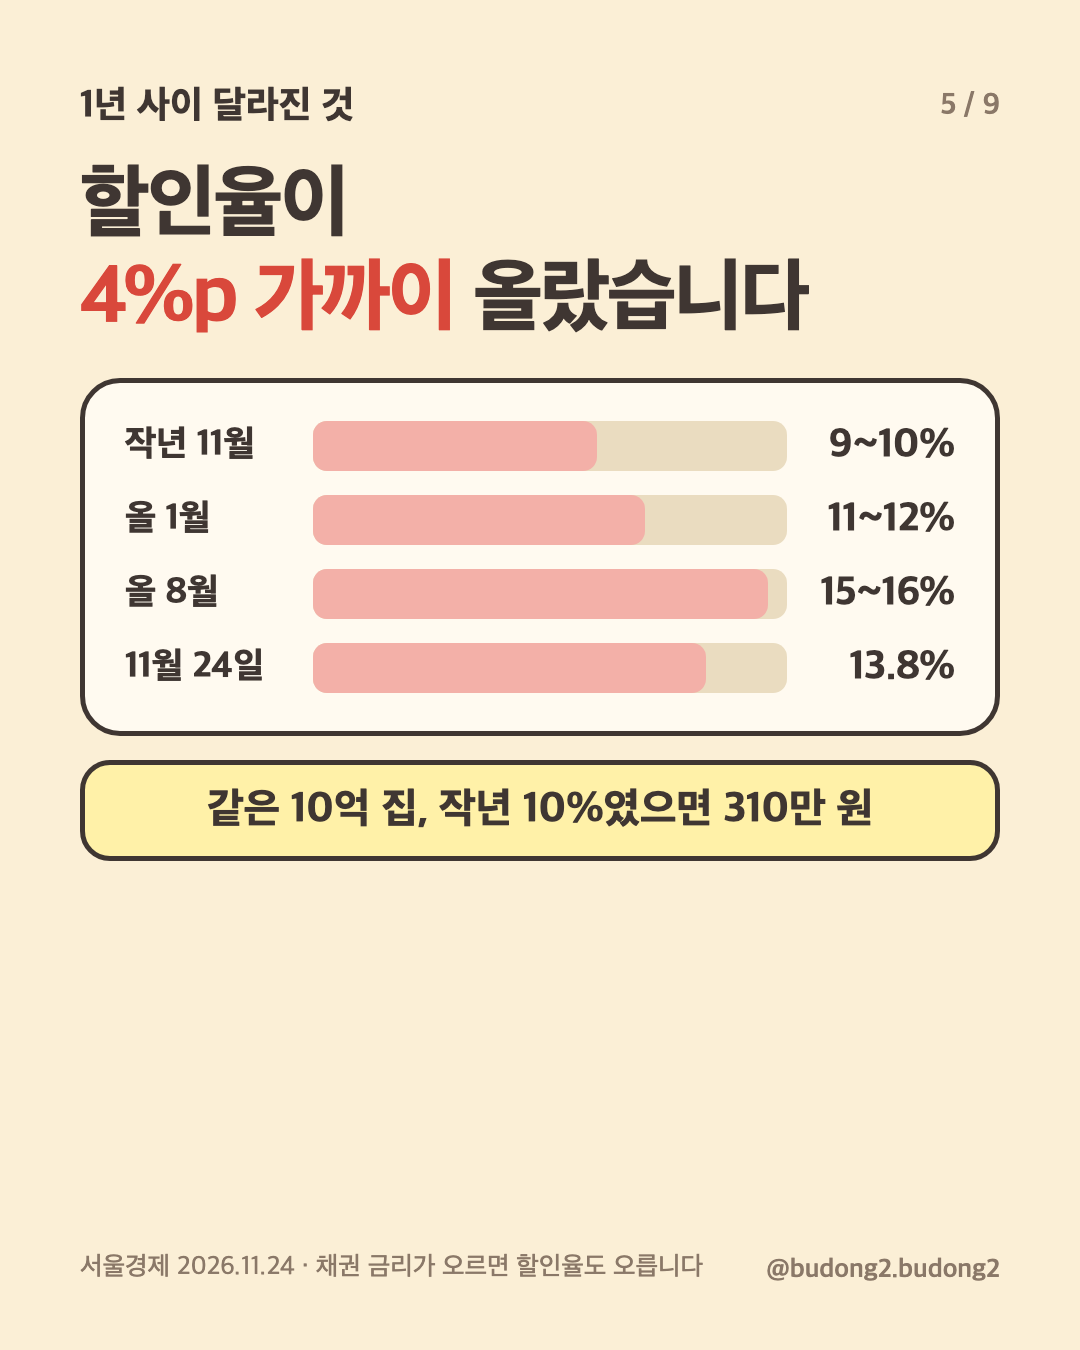 1년 사이 달라진 것
5 / 9
할인율이
4%p 가까이 올랐습니다
작년 11월 9~10%
올 1월 11~12%
올 8월 15~16%
11월 24일 13.8%
같은 10억 집, 작년 10%였으면 310만 원
서울경제 2026.11.24 · 채권 금리가 오르면 할인율도 오릅니다
@budong2.budong2